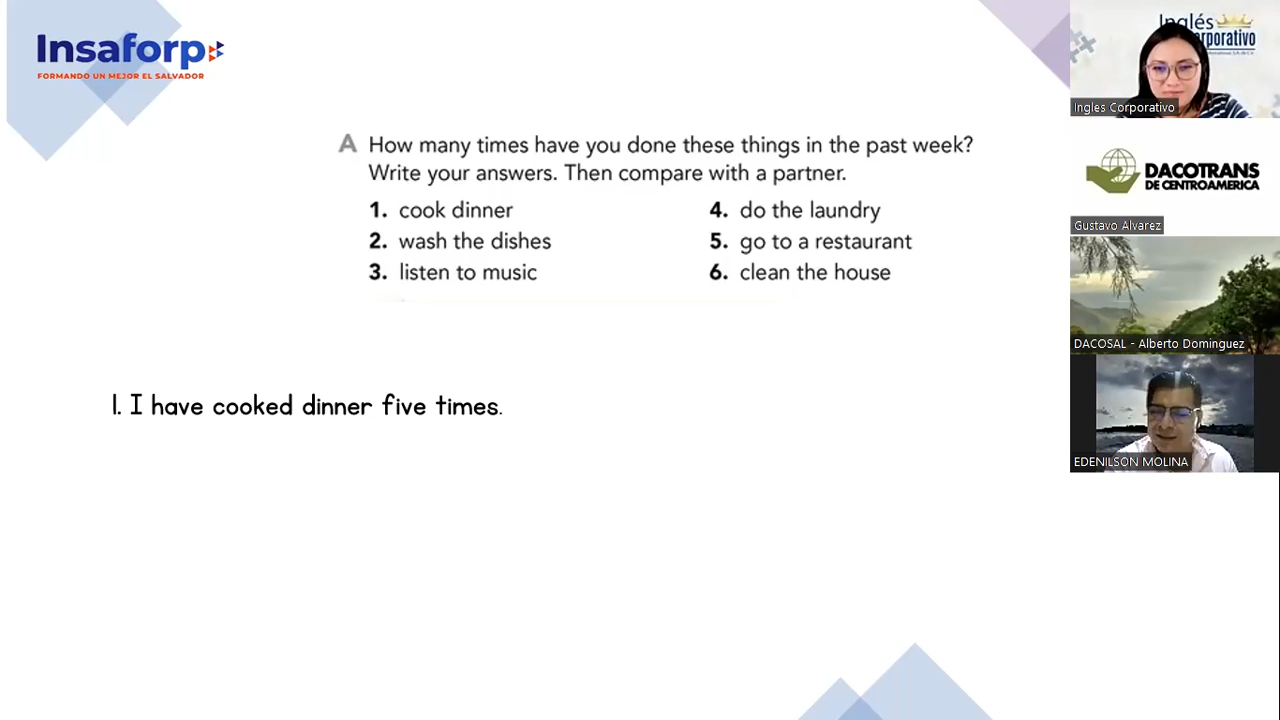 Insaforp
FORMANDO UN MEJOR EL SALVADOR
A How many times have you done these things in the past week?
Write your answers. Then compare with a partner.
1. cook dinner
2. wash the dishes
3. listen to music
4. do the laundry
5. go to a restaurant
6. clean the house
1. I have cooked dinner five times.
Inglés
Ingles Corporativo
DACOTRANS
DE CENTROAMERICA
Gustavo Alvarez
DACOSAL - Alberto Dominguez
EDENILSON MOLINA